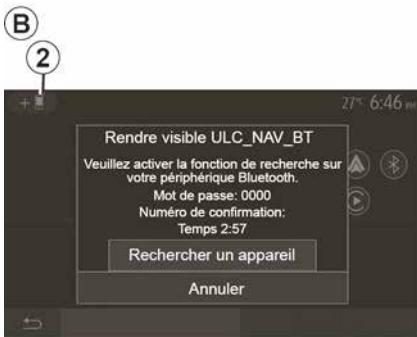 B
2
+
27°C 6:46 PM
Rendre visible ULC_NAV_BT
Veuillez activer la fonction de recherche sur
votre périphérique Bluetooth.
Mot de passe: 0000
Numéro de confirmation:
Temps 2:57
Rechercher un appareil
Annuler